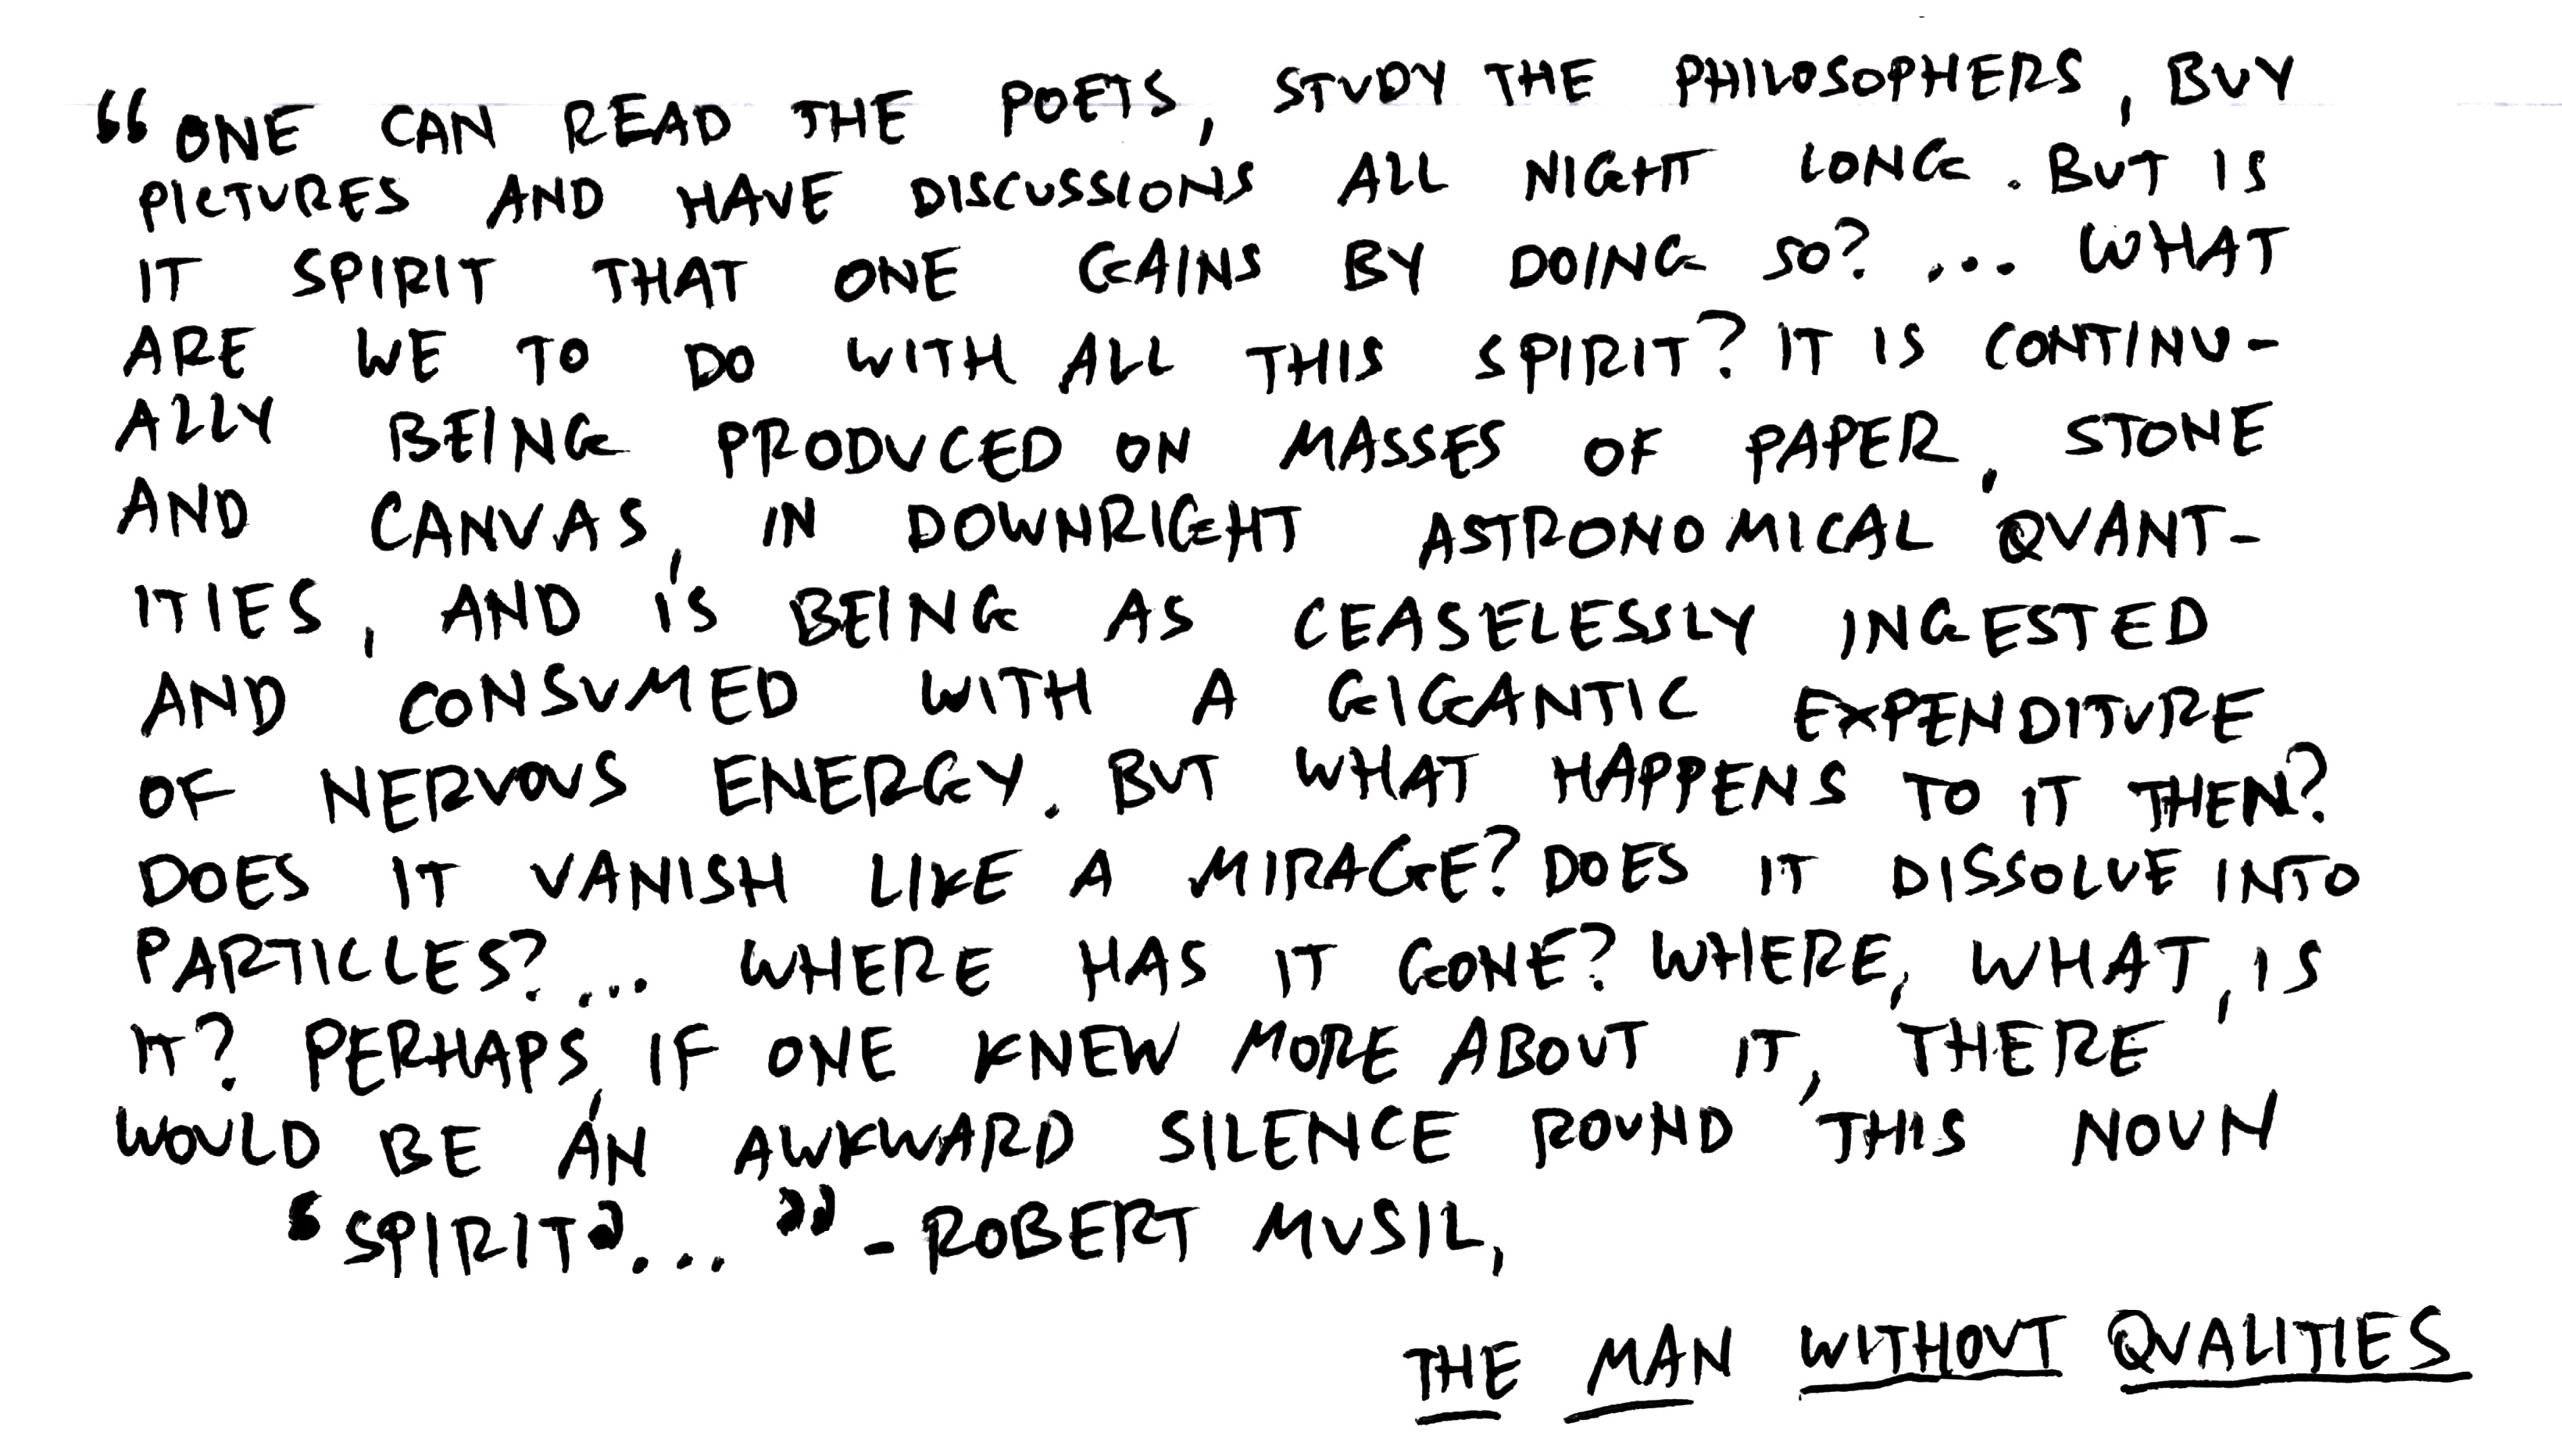 “ONE CAN READ THE POETS, STUDY THE PHILOSOPHERS, BUY
PICTURES AND HAVE DISCUSSIONS ALL NIGHT LONG. BUT IS
IT SPIRIT THAT ONE GAINS BY DOING SO? ... WHAT
ARE WE TO DO WITH ALL THIS SPIRIT? IT IS CONTINU-
ALLY BEING PRODUCED ON MASSES OF PAPER, STONE
AND CANVAS, IN DOWNRIGHT ASTRONOMICAL QUANT-
ITIES, AND IS BEING AS CEASELESSLY INGESTED
AND CONSUMED WITH A GIGANTIC EXPENDITURE
OF NERVOUS ENERGY. BUT WHAT HAPPENS TO IT THEN?
DOES IT VANISH LIKE A MIRAGE? DOES IT DISSOLVE INTO
PARTICLES?... WHERE HAS IT GONE? WHERE, WHAT, IS
IT? PERHAPS, IF ONE KNEW MORE ABOUT IT, THERE
WOULD BE AN AWKWARD SILENCE ROUND THIS NOUN
‘SPIRIT’... ” - ROBERT MUSIL,
THE MAN WITHOUT QUALITIES